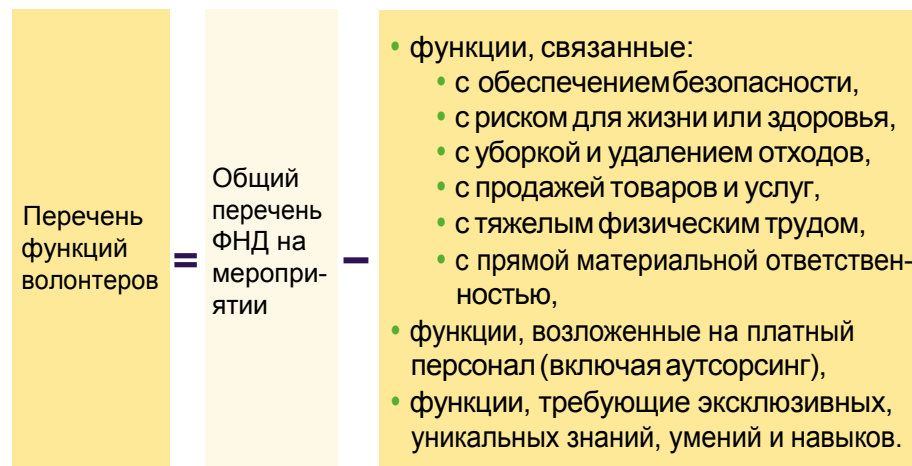 Перечень
функций
волонтеров
=
Общий
перечень
ФНД на
меропри-
ятии
–
• функции, связанные:
• с обеспечением безопасности,
• с риском для жизни или здоровья,
• с уборкой и удалением отходов,
• с продажей товаров и услуг,
• с тяжелым физическим трудом,
• с прямой материальной ответствен-
ностью,
• функции, возложенные на платный
персонал (включая аутсорсинг),
• функции, требующие эксклюзивных,
уникальных знаний, умений и навыков.